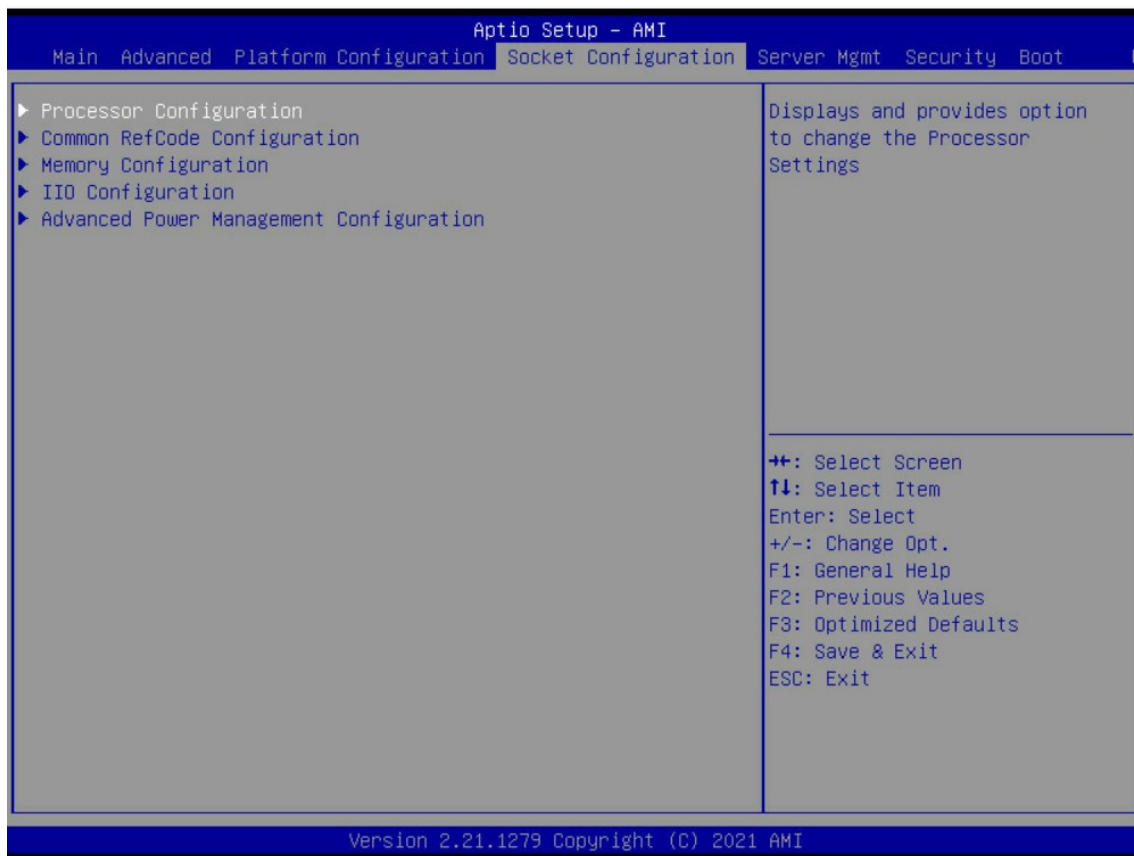 Aptio Setup – AMI
Main Advanced Platform Configuration Socket Configuration Server Mgmt Security Boot
▶ Processor Configuration
▶ Common RefCode Configuration
▶ Memory Configuration
▶ IIO Configuration
▶ Advanced Power Management Configuration
Displays and provides option
to change the Processor
Settings
→←: Select Screen
↑↓: Select Item
Enter: Select
+/-: Change Opt.
F1: General Help
F2: Previous Values
F3: Optimized Defaults
F4: Save & Exit
ESC: Exit
Version 2.21.1279 Copyright (C) 2021 AMI